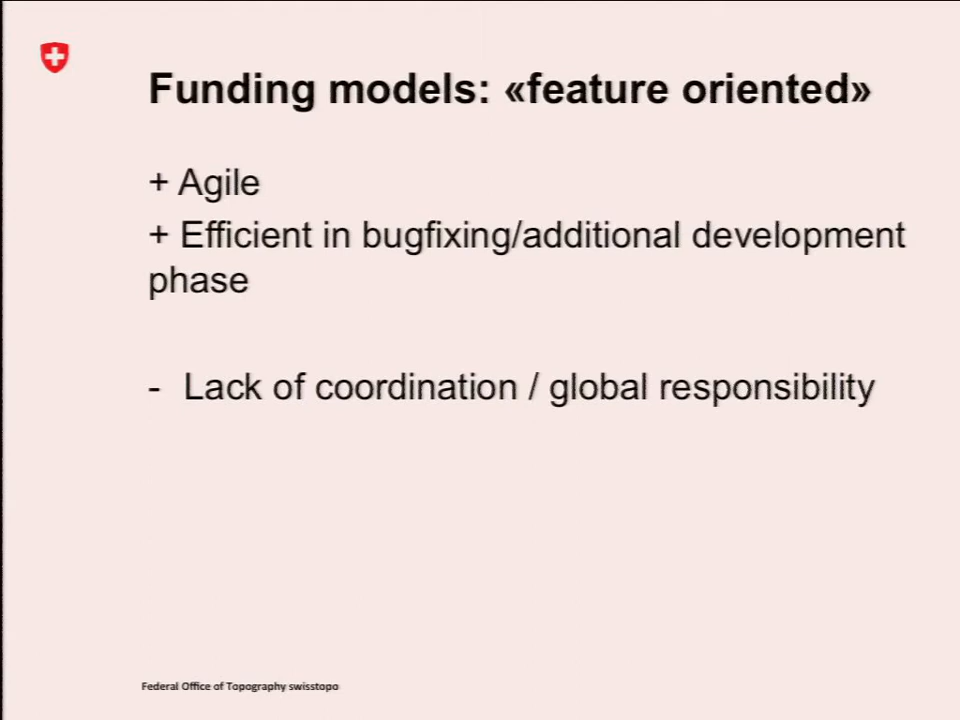 Funding models: «feature oriented»
+ Agile
+ Efficient in bugfixing/additional development
phase
- Lack of coordination / global responsibility
Federal Office of Topography swisstopo